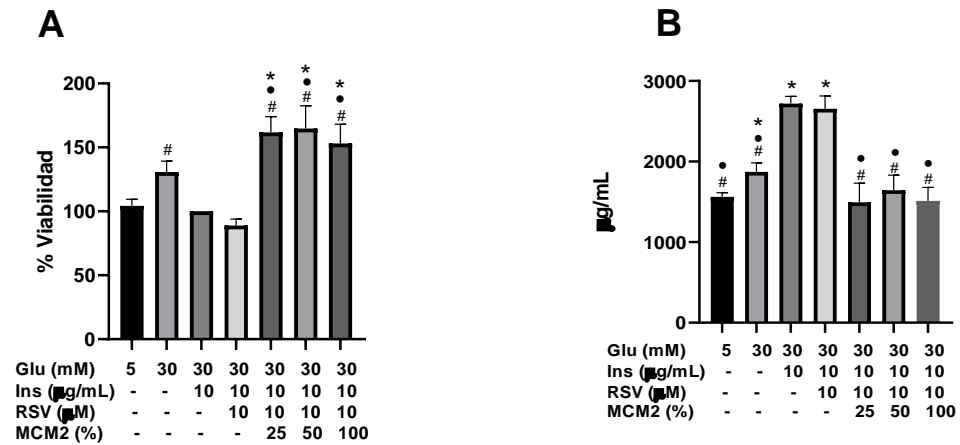 A
*
●
#
*
●
#
*
●
#
#
200
150
100
50
0
% Viabilidad
Glu (mM) 5 30 30 30 30 30 30
Ins (μg/mL) - - 10 10 10 10 10
RSV (μM) - - - 10 10 10 10
MCM2 (%) - - - - 25 50 100
B
3000
2000
1000
0
μg/mL
●
#
*
●
#
*
*
●
#
●
#
●
#
Glu (mM) 5 30 30 30 30 30 30
Ins (μg/mL) - - 10 10 10 10 10
RSV (μM) - - - 10 10 10 10
MCM2 (%) - - - - 25 50 100